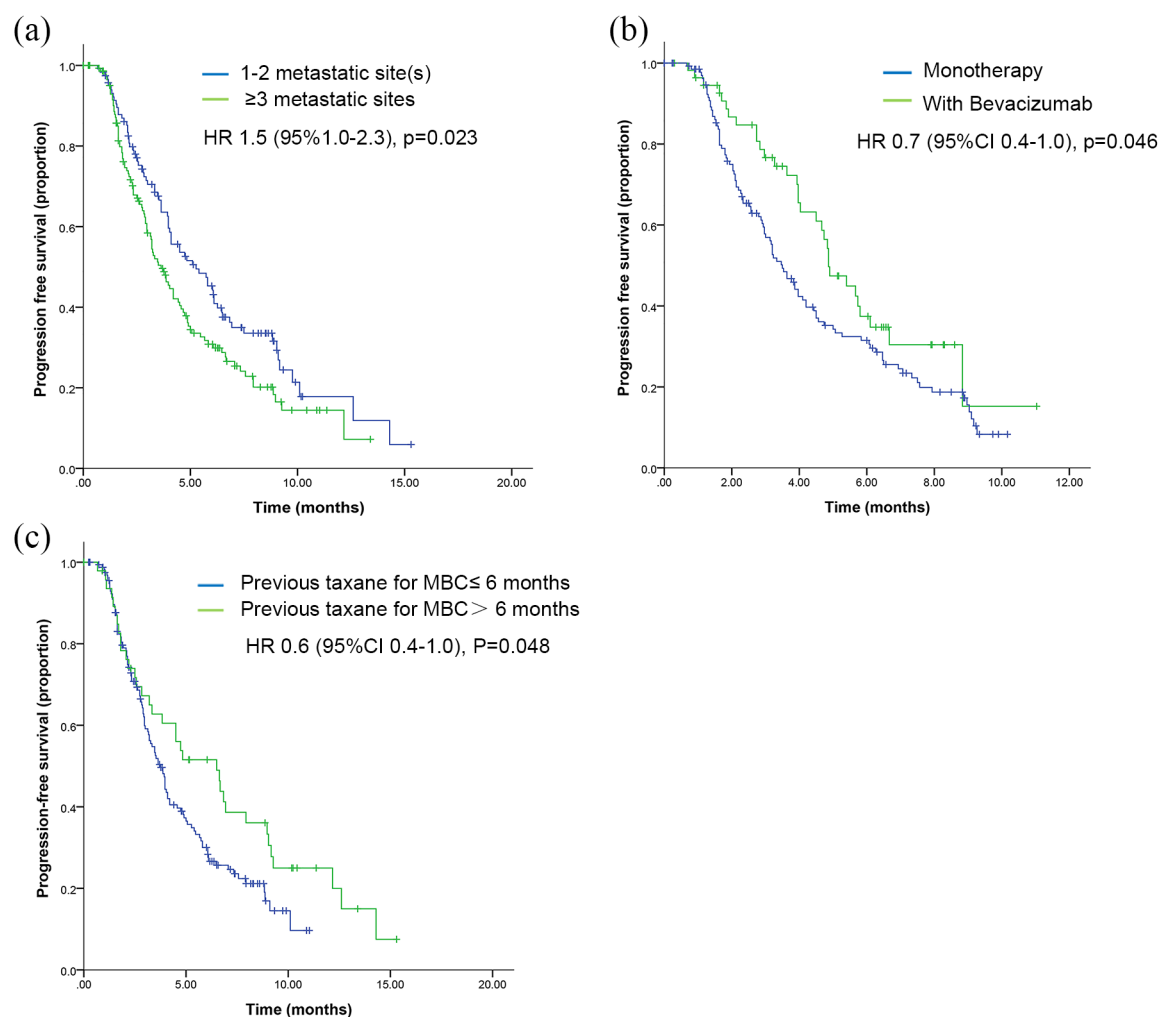 (a)
1-2 metastatic site(s)
≥3 metastatic sites
HR 1.5 (95%1.0-2.3), p=0.023
Progression free survival (proportion)
1.0
0.8
0.6
0.4
0.2
0.0
.00 5.00 10.00 15.00 20.00
Time (months)
(b)
Monotherapy
With Bevacizumab
HR 0.7 (95%CI 0.4-1.0), p=0.046
Progression free survival (proportion)
1.0
0.8
0.6
0.4
0.2
0.0
.00 2.00 4.00 6.00 8.00 10.00 12.00
Time (months)
(c)
Previous taxane for MBC≤ 6 months
Previous taxane for MBC＞ 6 months
HR 0.6 (95%CI 0.4-1.0), P=0.048
Progression-free survival (proportion)
1.0
0.8
0.6
0.4
0.2
0.0
.00 5.00 10.00 15.00 20.00
Time (months)